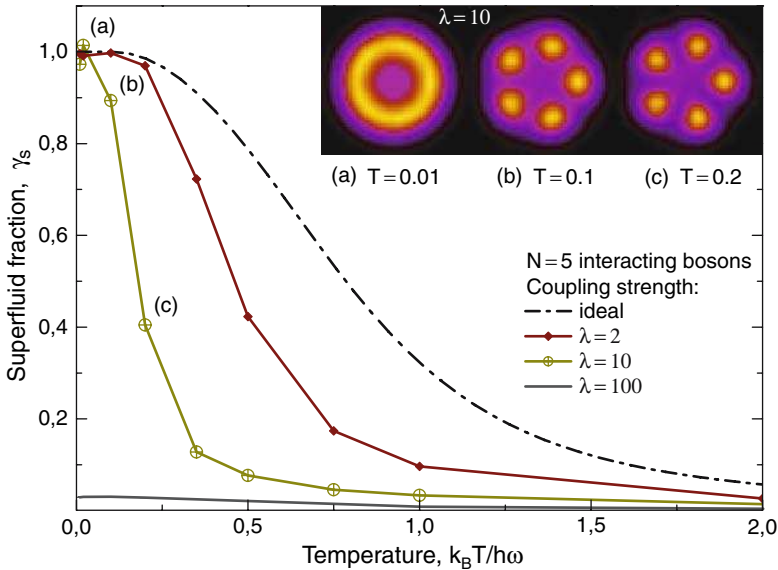 λ=10
(a) T=0.01 (b) T=0.1 (c) T=0.2
(a)
(b)
(c)
N=5 interacting bosons
Coupling strength:
ideal
λ=2
λ=10
λ=100
Superfluid fraction, γs
1,0
0,8
0,6
0,4
0,2
0,0 0,5 1,0 1,5 2,0
Temperature, kBT/hω